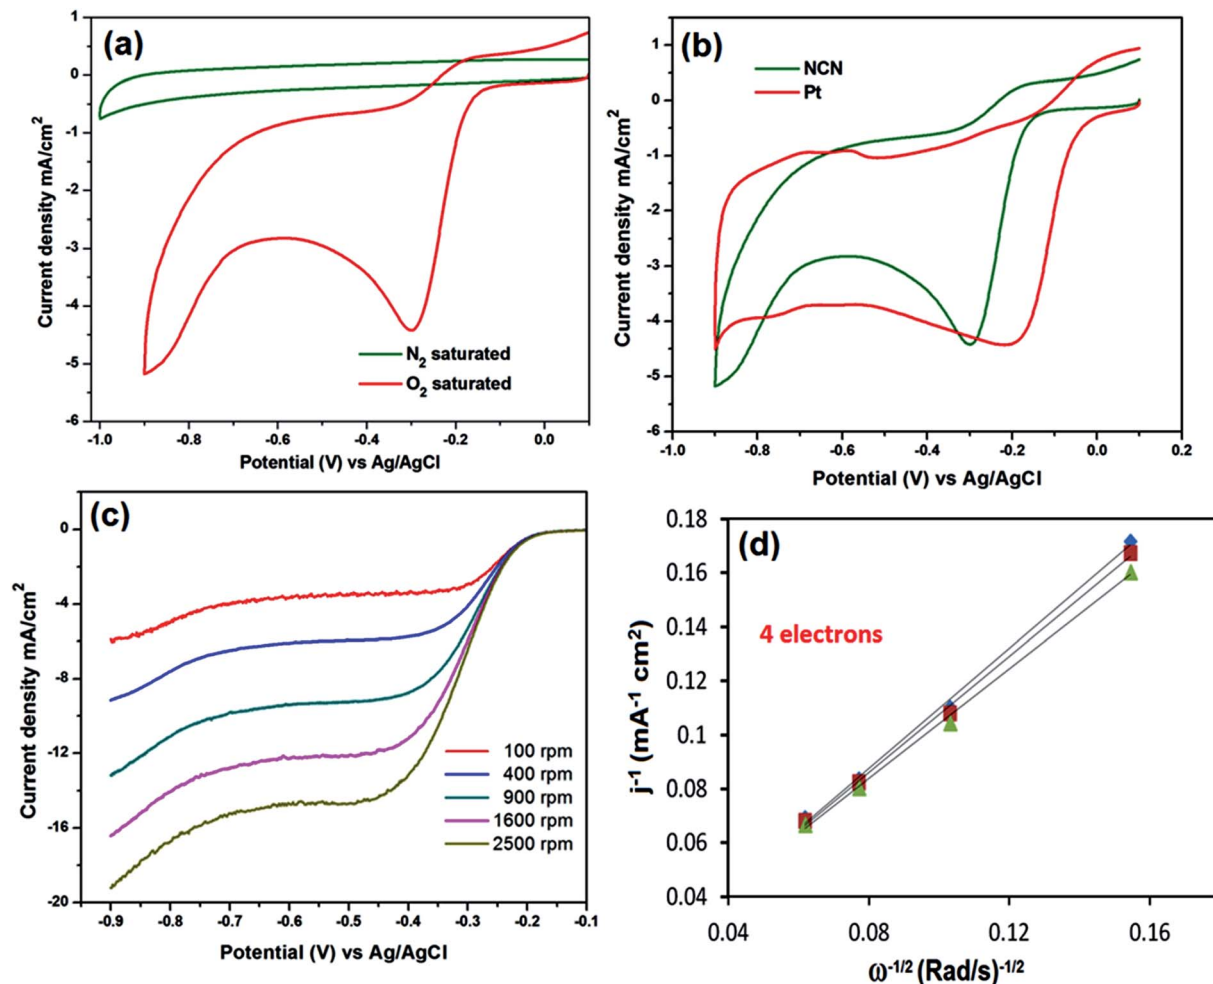 (a)
1
0
-1
-2
-3
-4
-5
-6
Current density mA/cm²
N₂ saturated
O₂ saturated
-1.0 -0.8 -0.6 -0.4 -0.2 0.0
Potential (V) vs Ag/AgCl
(b)
NCN
Pt
1
0
-1
-2
-3
-4
-5
-6
Current density mA/cm²
-1.0 -0.8 -0.6 -0.4 -0.2 0.0 0.2
Potential (V) vs Ag/AgCl
(c)
0
-4
-8
-12
-16
-20
Current density mA/cm²
100 rpm
400 rpm
900 rpm
1600 rpm
2500 rpm
-0.9 -0.8 -0.7 -0.6 -0.5 -0.4 -0.3 -0.2 -0.1
Potential (V) vs Ag/AgCl
(d)
0.18
0.16
0.14
0.12
0.1
0.08
0.06
0.04
j⁻¹ (mA⁻¹ cm²)
4 electrons
0.04 0.08 0.12 0.16
ω⁻¹/² (Rad/s)⁻¹/²